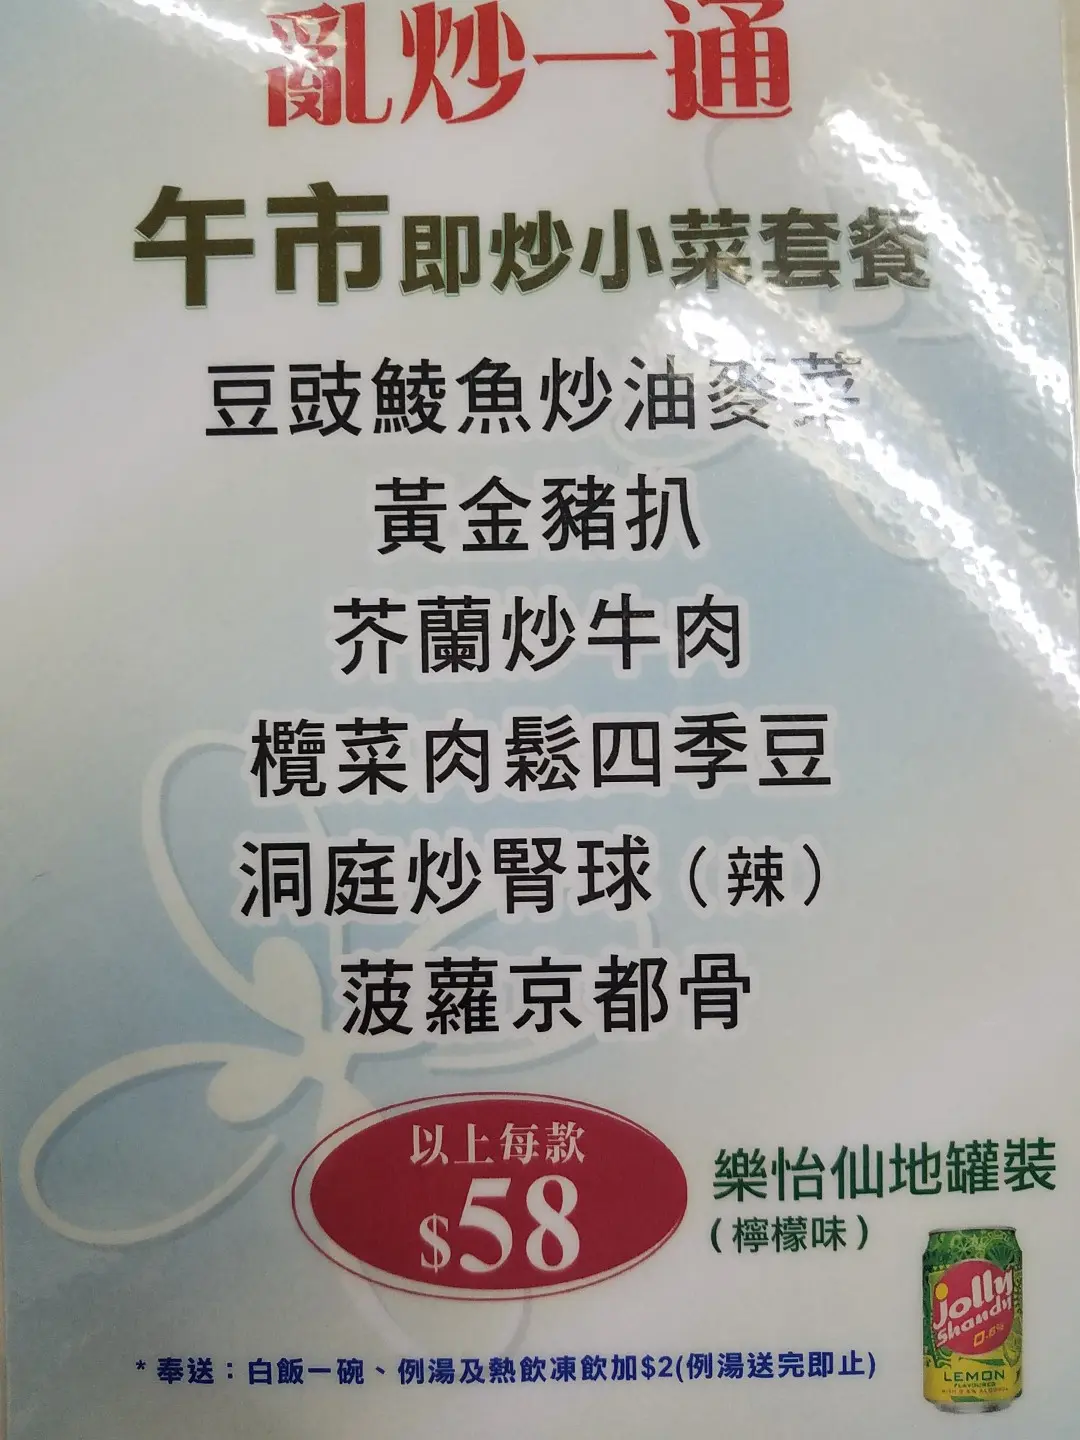 亂炒一通
午市即炒小菜套餐
豆豉鯪魚炒油麥菜
黃金豬扒
芥蘭炒牛肉
欖菜肉鬆四季豆
洞庭炒腎球（辣）
菠蘿京都骨
以上每款
$58
樂怡仙地罐裝
（檸檬味）
jolly
Shandy
0.6%
LEMON
FLAVOURED
* 奉送：白飯一碗、例湯及熱飲凍飲加$2(例湯送完即止)